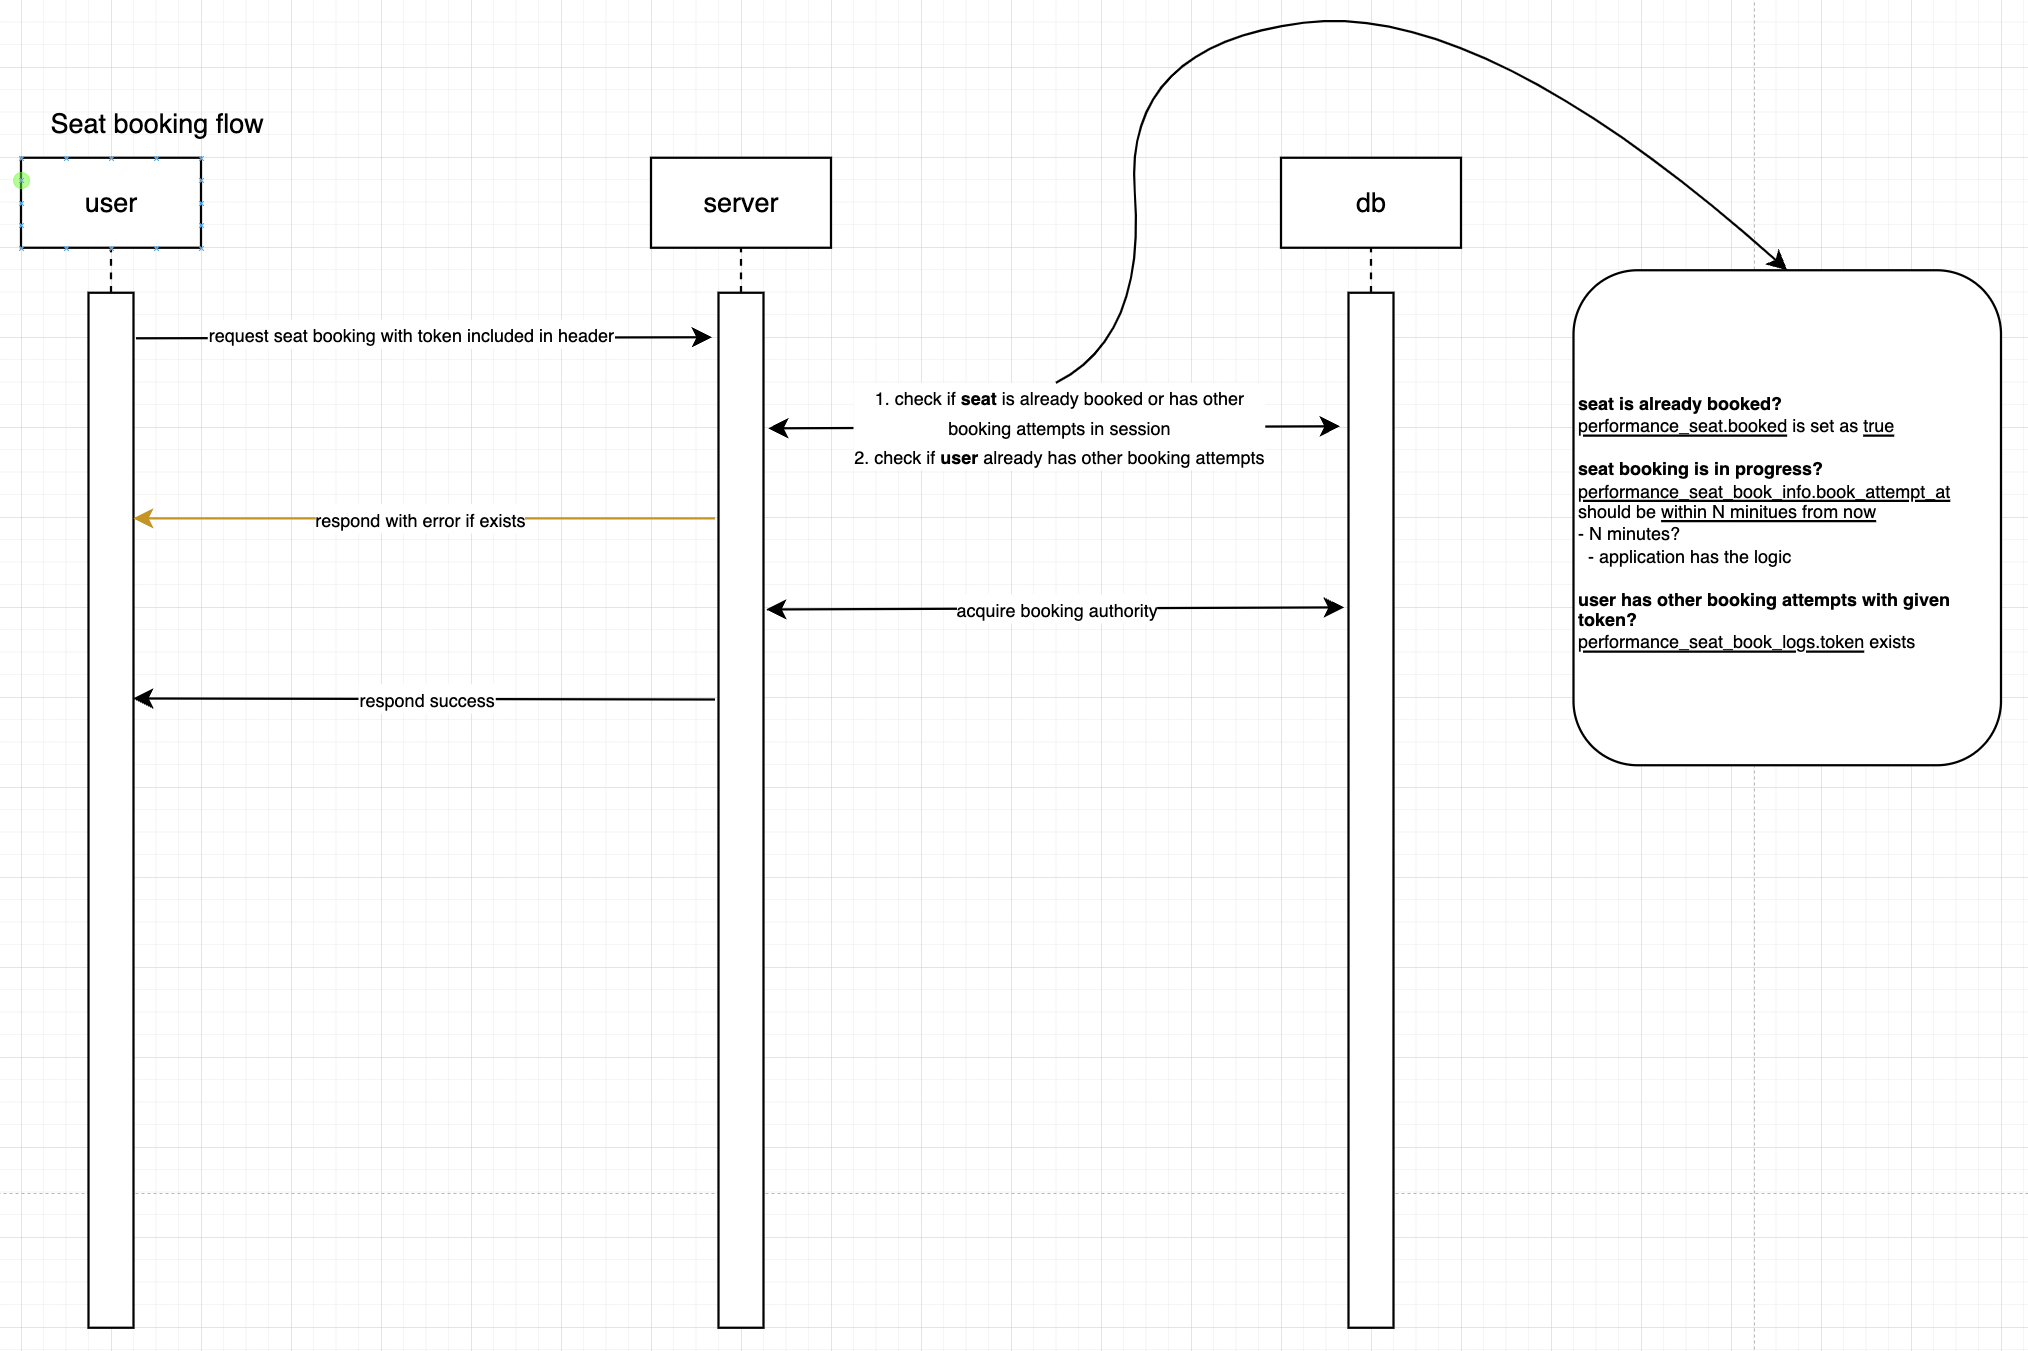 Seat booking flow
user
server
db
request seat booking with token included in header
1. check if seat is already booked or has other
booking attempts in session
2. check if user already has other booking attempts
respond with error if exists
acquire booking authority
respond success
seat is already booked?
performance_seat.booked is set as true
seat booking is in progress?
performance_seat_book_info.book_attempt_at
should be within N minitues from now
- N minutes?
- application has the logic
user has other booking attempts with given
token?
performance_seat_book_logs.token exists